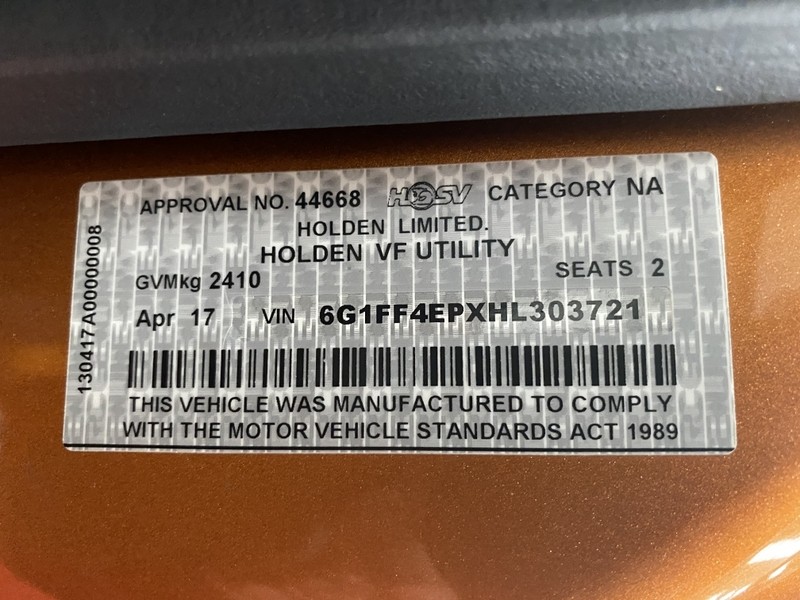 APPROVAL NO. 44668 HSV CATEGORY NA
HOLDEN LIMITED.
HOLDEN VF UTILITY
GVMkg 2410 SEATS 2
Apr 17 VIN 6G1FF4EPXHL303721
THIS VEHICLE WAS MANUFACTURED TO COMPLY
WITH THE MOTOR VEHICLE STANDARDS ACT 1989
130417A00000008